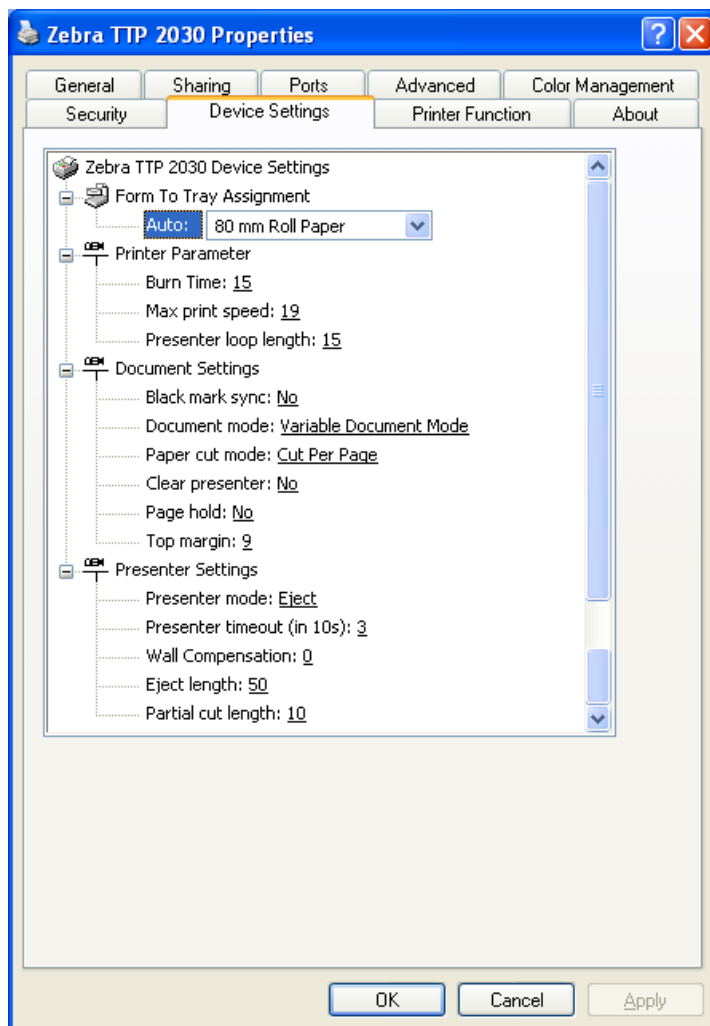 Zebra TTP 2030 Properties
General Sharing Ports Advanced Color Management
Security Device Settings Printer Function About
Zebra TTP 2030 Device Settings
Form To Tray Assignment
Auto: 80 mm Roll Paper
OEM Printer Parameter
Burn Time: 15
Max print speed: 19
Presenter loop length: 15
OEM Document Settings
Black mark sync: No
Document mode: Variable Document Mode
Paper cut mode: Cut Per Page
Clear presenter: No
Page hold: No
Top margin: 9
OEM Presenter Settings
Presenter mode: Eject
Presenter timeout (in 10s): 3
Wall Compensation: 0
Eject length: 50
Partial cut length: 10
OK Cancel Apply